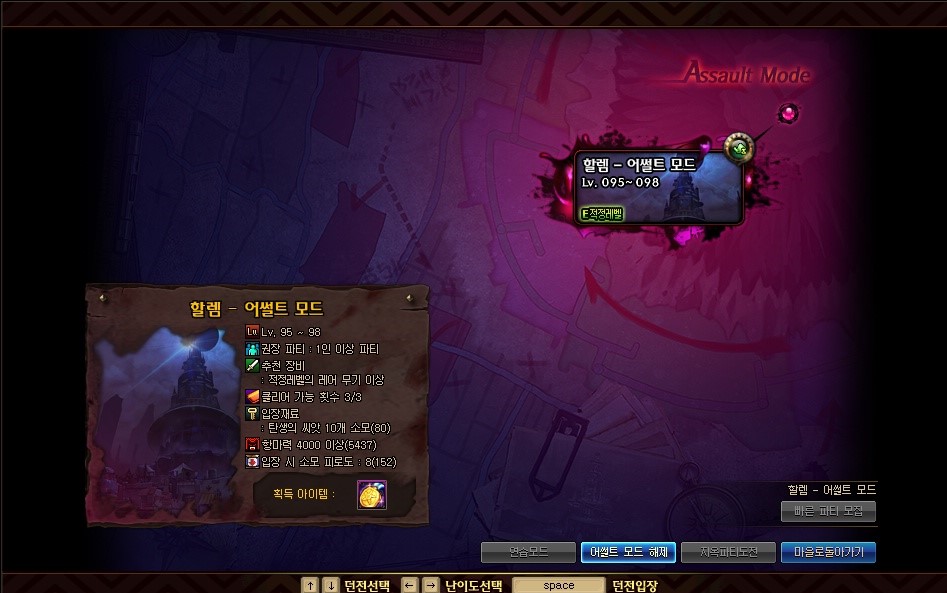 Assault Mode
할렘 - 어썰트 모드
Lv. 095~098
E적정레벨
할렘 - 어썰트 모드
Lv. 95 ~ 98
권장 파티 : 1인 이상 파티
추천 장비
: 적정레벨의 레어 무기 이상
클리어 가능 횟수 3/3
입장재료
: 탄생의 씨앗 10개 소모(80)
항마력 4000 이상(5437)
입장 시 소모 피로도 : 8(152)
획득 아이템 :
할렘 - 어썰트 모드
빠른 파티 모집
연습모드
어썰트 모드 해제
지옥파티도전
마을로돌아가기
↑ ↓ 던전선택 ← → 난이도선택 space 던전입장